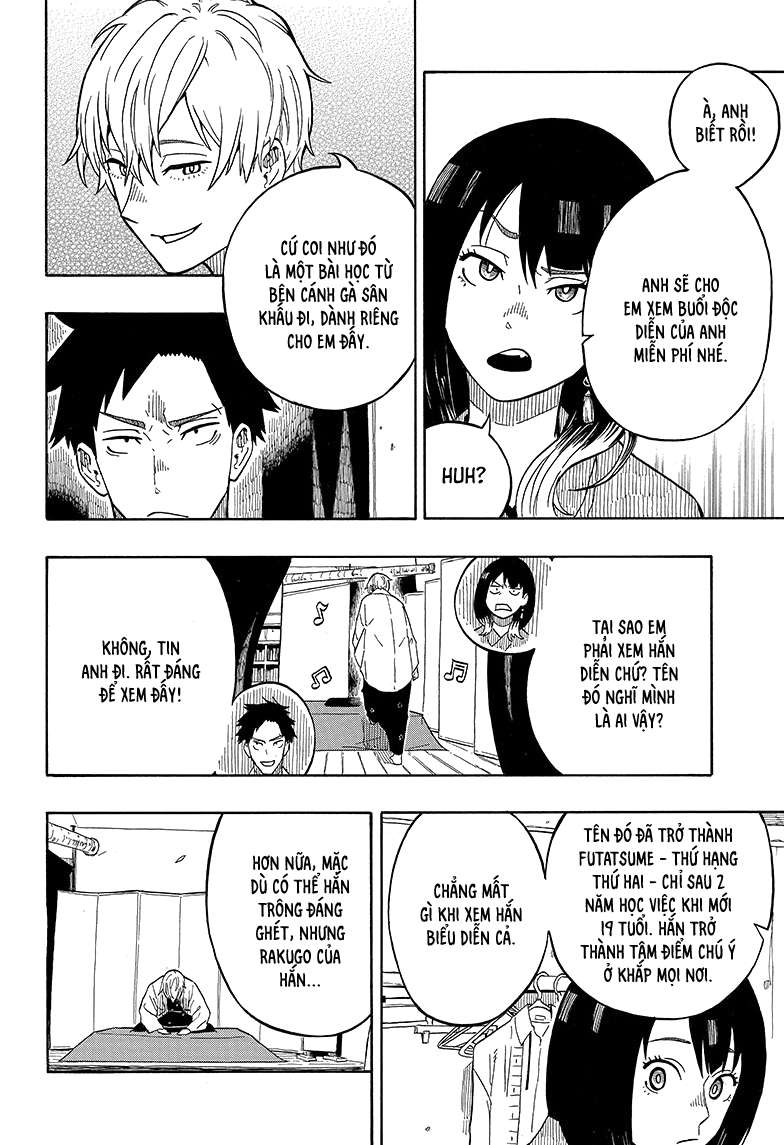 À, ANH
BIẾT RỒI!
ANH SẼ CHO
EM XEM BUỔI ĐỘC
DIỄN CỦA ANH
MIỄN PHÍ NHÉ.
HUH?
CỨ COI NHƯ ĐÓ
LÀ MỘT BÀI HỌC TỪ
BÊN CÁNH GÀ SÂN
KHẤU ĐI, DÀNH RIÊNG
CHO EM ĐẤY.
TẠI SAO EM
PHẢI XEM HẮN
DIỄN CHỨ? TÊN
ĐÓ NGHĨ MÌNH
LÀ AI VẬY?
KHÔNG, TIN
ANH ĐI. RẤT ĐÁNG
ĐỂ XEM ĐẤY!
TÊN ĐÓ ĐÃ TRỞ THÀNH
FUTATSUME - THỨ HẠNG
THỨ HAI - CHỈ SAU 2
NĂM HỌC VIỆC KHI MỚI
19 TUỔI. HẮN TRỞ
THÀNH TÂM ĐIỂM CHÚ Ý
Ở KHẮP MỌI NƠI.
CHẲNG MẤT
GÌ KHI XEM HẮN
BIỂU DIỄN CẢ.
HƠN NỮA, MẶC
DÙ CÓ THỂ HẮN
TRÔNG ĐÁNG
GHÉT, NHƯNG
RAKUGO CỦA
HẮN...